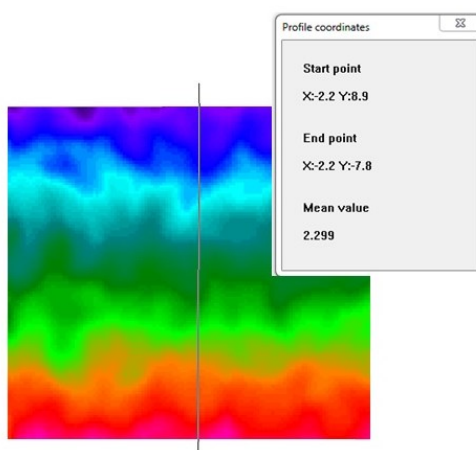 Profile coordinates
Start point
X:-2.2 Y:8.9
End point
X:-2.2 Y:-7.8
Mean value
2.299